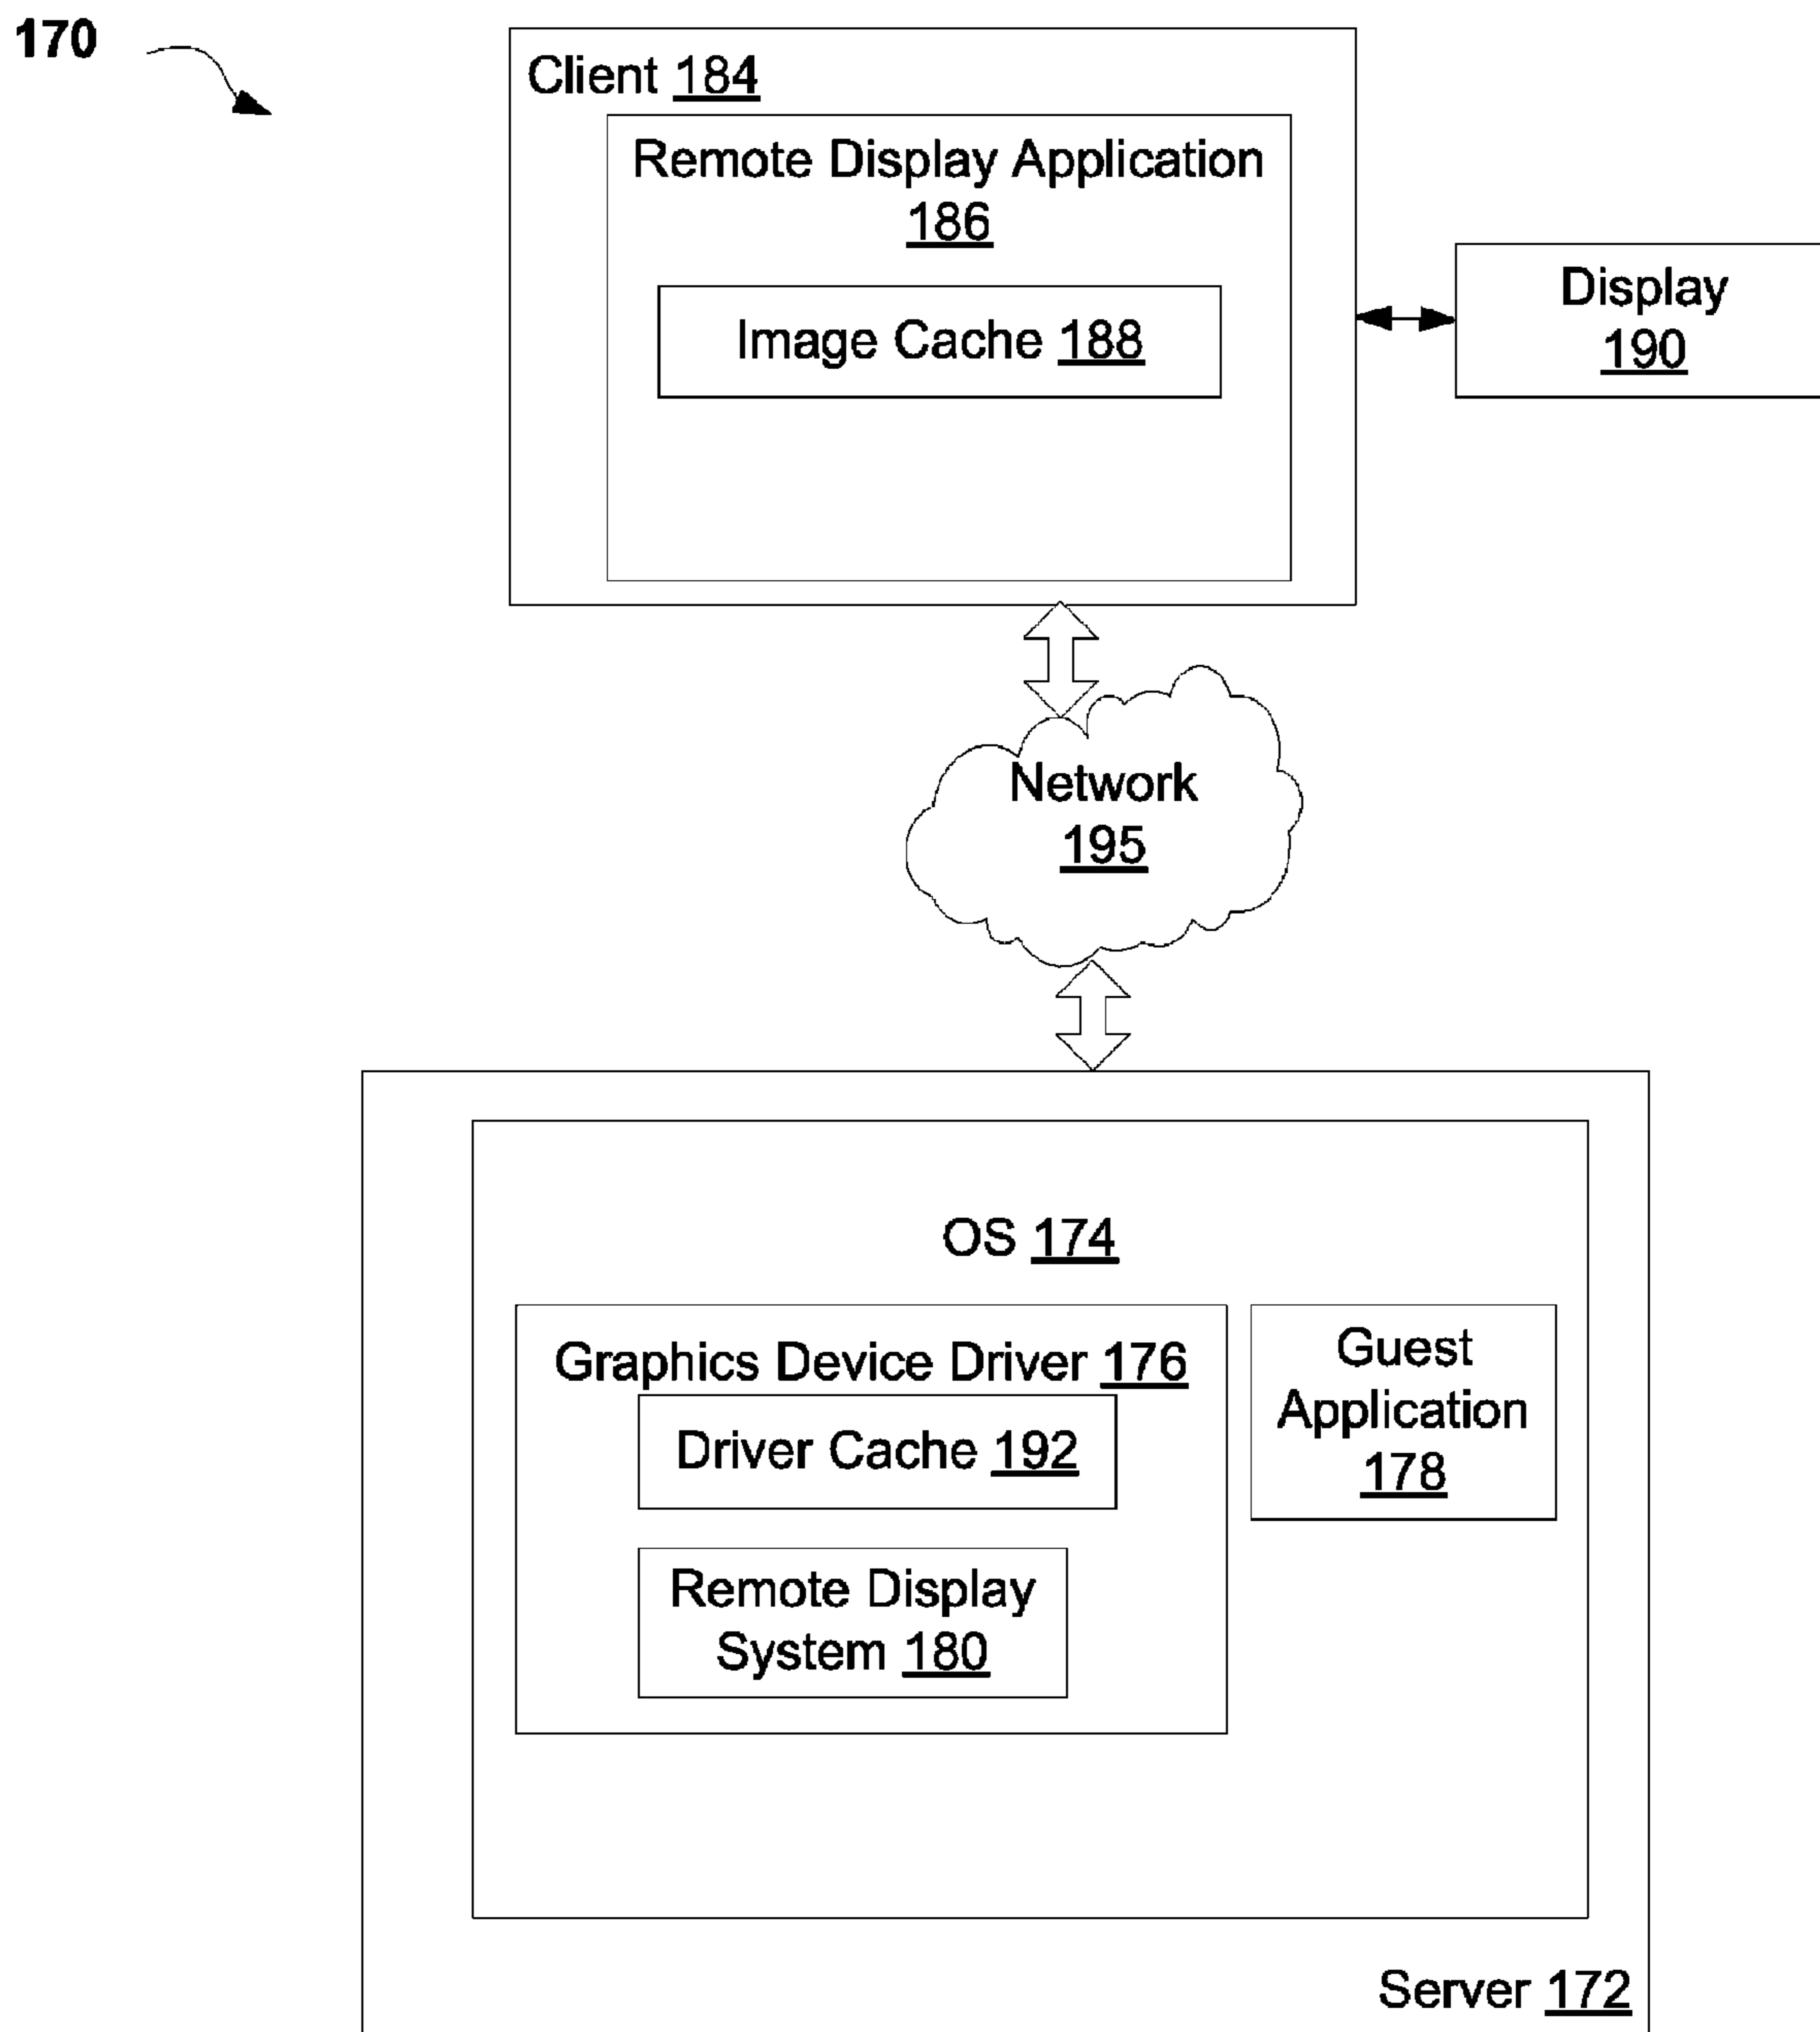 170
Client 184
Remote Display Application
186
Image Cache 188
Display
190
Network
195
OS 174
Graphics Device Driver 176
Driver Cache 192
Remote Display
System 180
Guest
Application
178
Server 172